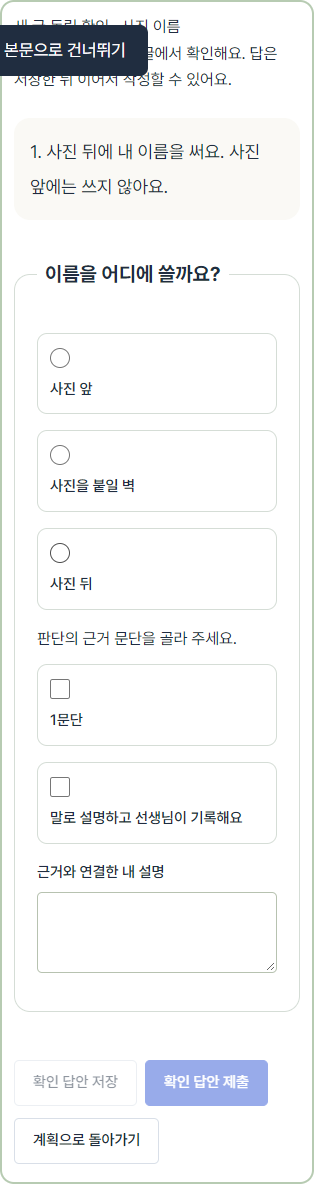 사진 이름
본문으로 건너뛰기
글에서 확인해요. 답은
저장한 뒤 이어서 작성할 수 있어요.
1. 사진 뒤에 내 이름을 써요. 사진
앞에는 쓰지 않아요.
이름을 어디에 쓸까요?
사진 앞
사진을 붙일 벽
사진 뒤
판단의 근거 문단을 골라 주세요.
1문단
말로 설명하고 선생님이 기록해요
근거와 연결한 내 설명
확인 답안 저장
확인 답안 제출
계획으로 돌아가기